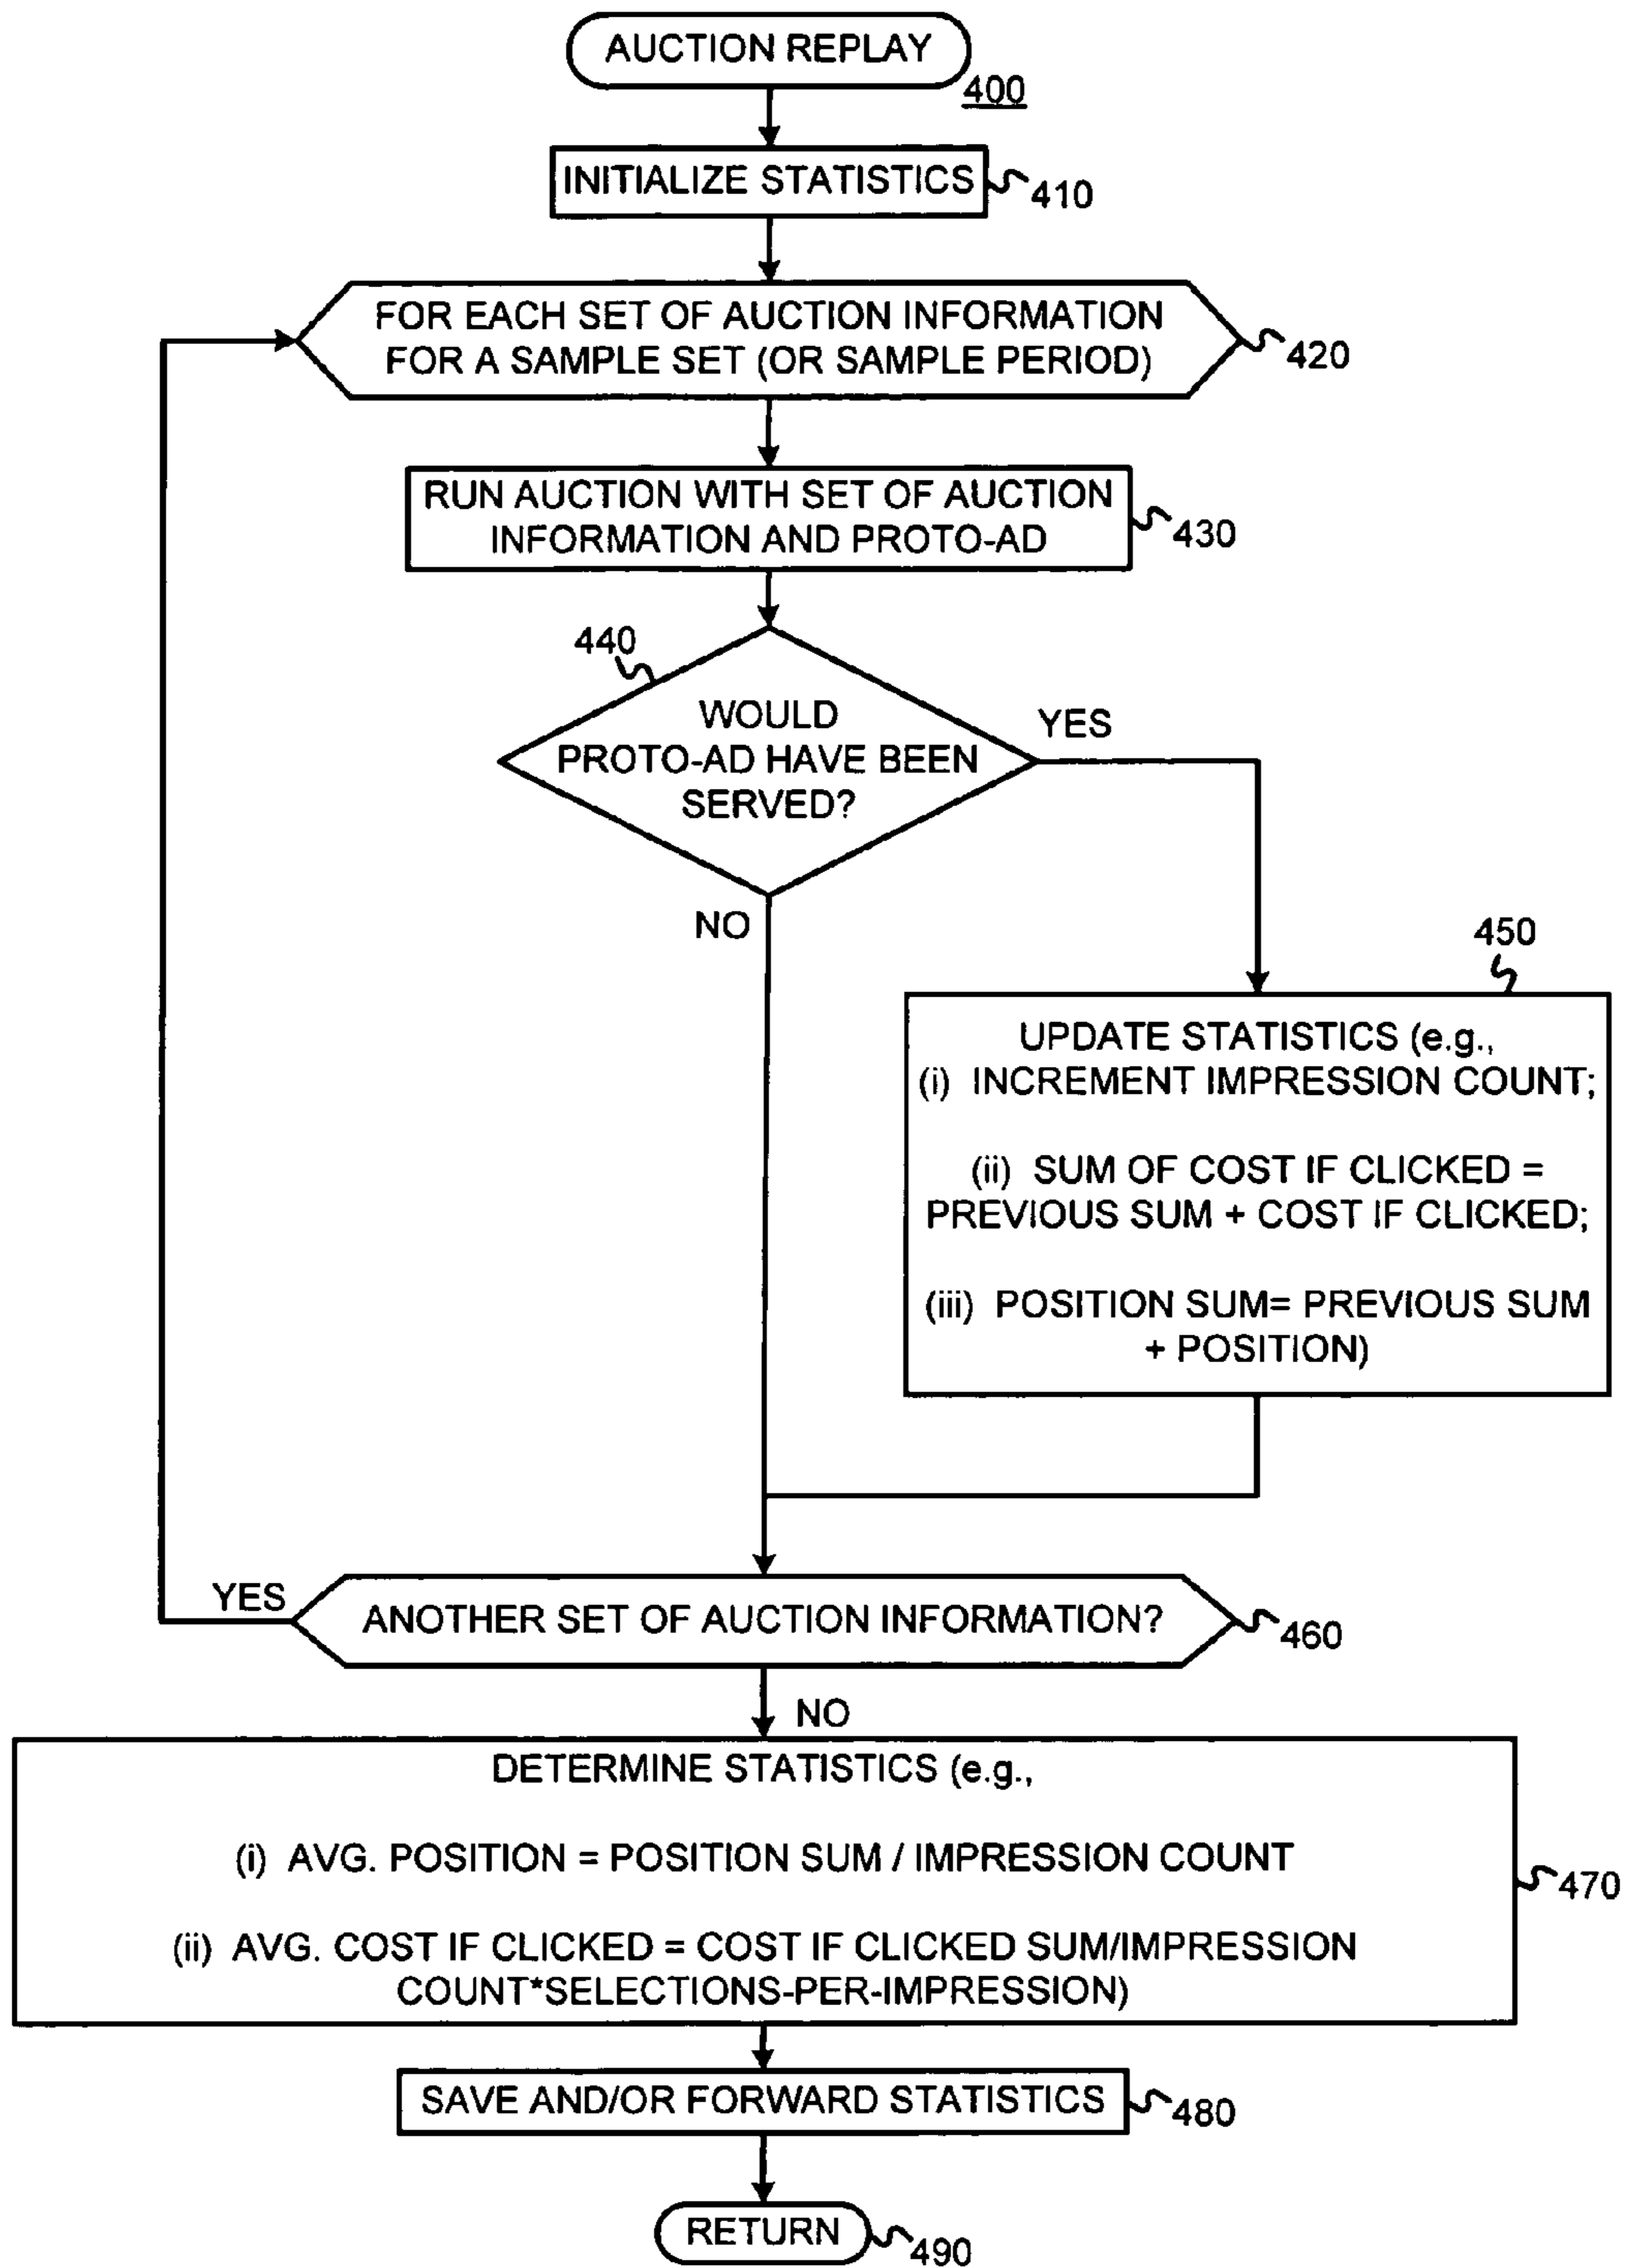 AUCTION REPLAY
400
INITIALIZE STATISTICS
410
FOR EACH SET OF AUCTION INFORMATION
FOR A SAMPLE SET (OR SAMPLE PERIOD)
420
RUN AUCTION WITH SET OF AUCTION
INFORMATION AND PROTO-AD
430
440
WOULD
PROTO-AD HAVE BEEN
SERVED?
YES
NO
450
UPDATE STATISTICS (e.g.,
(i) INCREMENT IMPRESSION COUNT;
(ii) SUM OF COST IF CLICKED =
PREVIOUS SUM + COST IF CLICKED;
(iii) POSITION SUM= PREVIOUS SUM
+ POSITION)
YES
ANOTHER SET OF AUCTION INFORMATION?
460
NO
DETERMINE STATISTICS (e.g.,
(i) AVG. POSITION = POSITION SUM / IMPRESSION COUNT
(ii) AVG. COST IF CLICKED = COST IF CLICKED SUM/IMPRESSION
COUNT*SELECTIONS-PER-IMPRESSION)
470
SAVE AND/OR FORWARD STATISTICS
480
RETURN
490